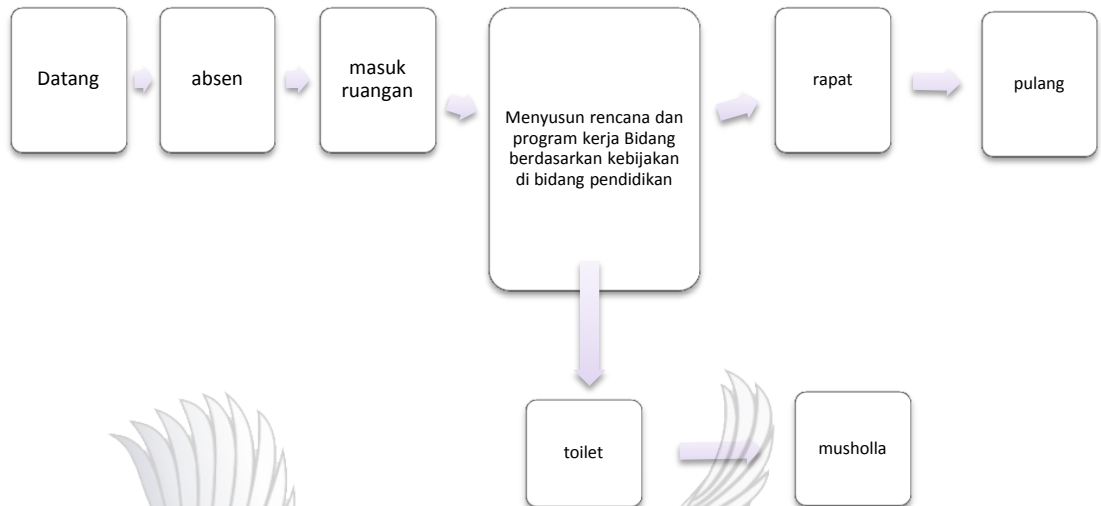 Datang
absen
masuk
ruangan
Menyusun rencana dan
program kerja Bidang
berdasarkan kebijakan
di bidang pendidikan
rapat
pulang
toilet
musholla